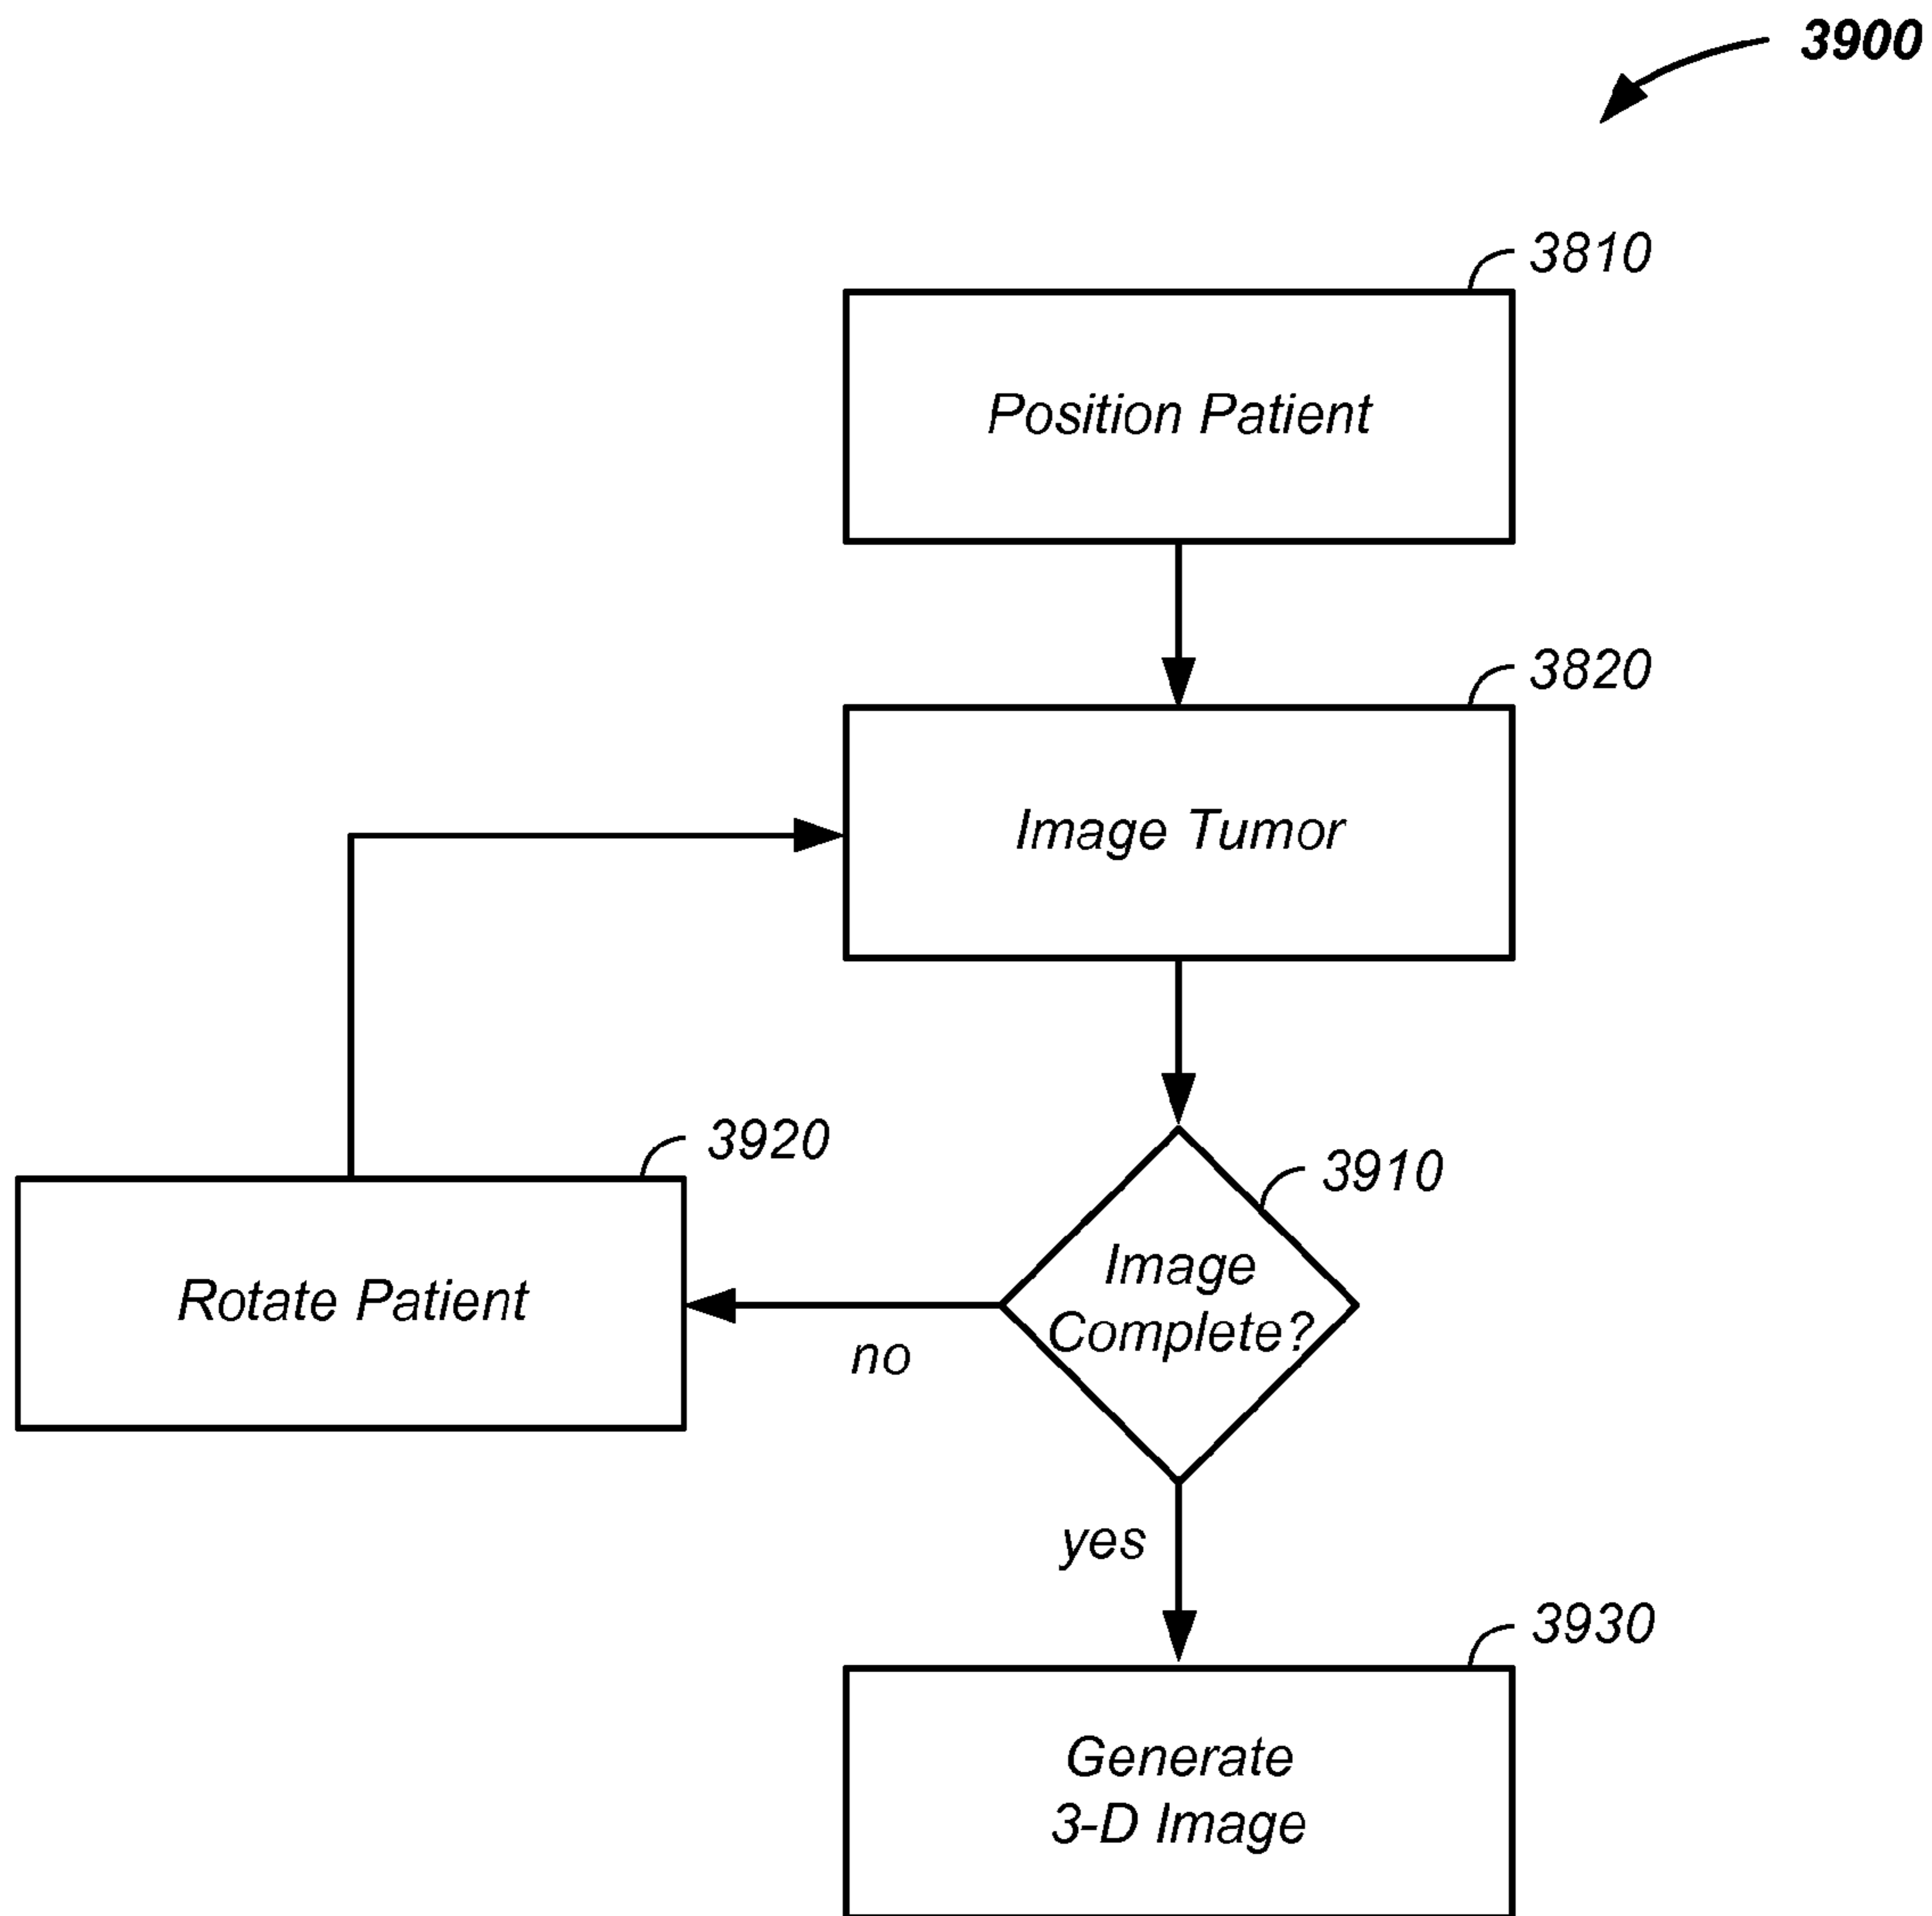 3900
3810
Position Patient
3820
Image Tumor
3920
3910
Rotate Patient
Image
Complete?
no
yes
3930
Generate
3-D Image